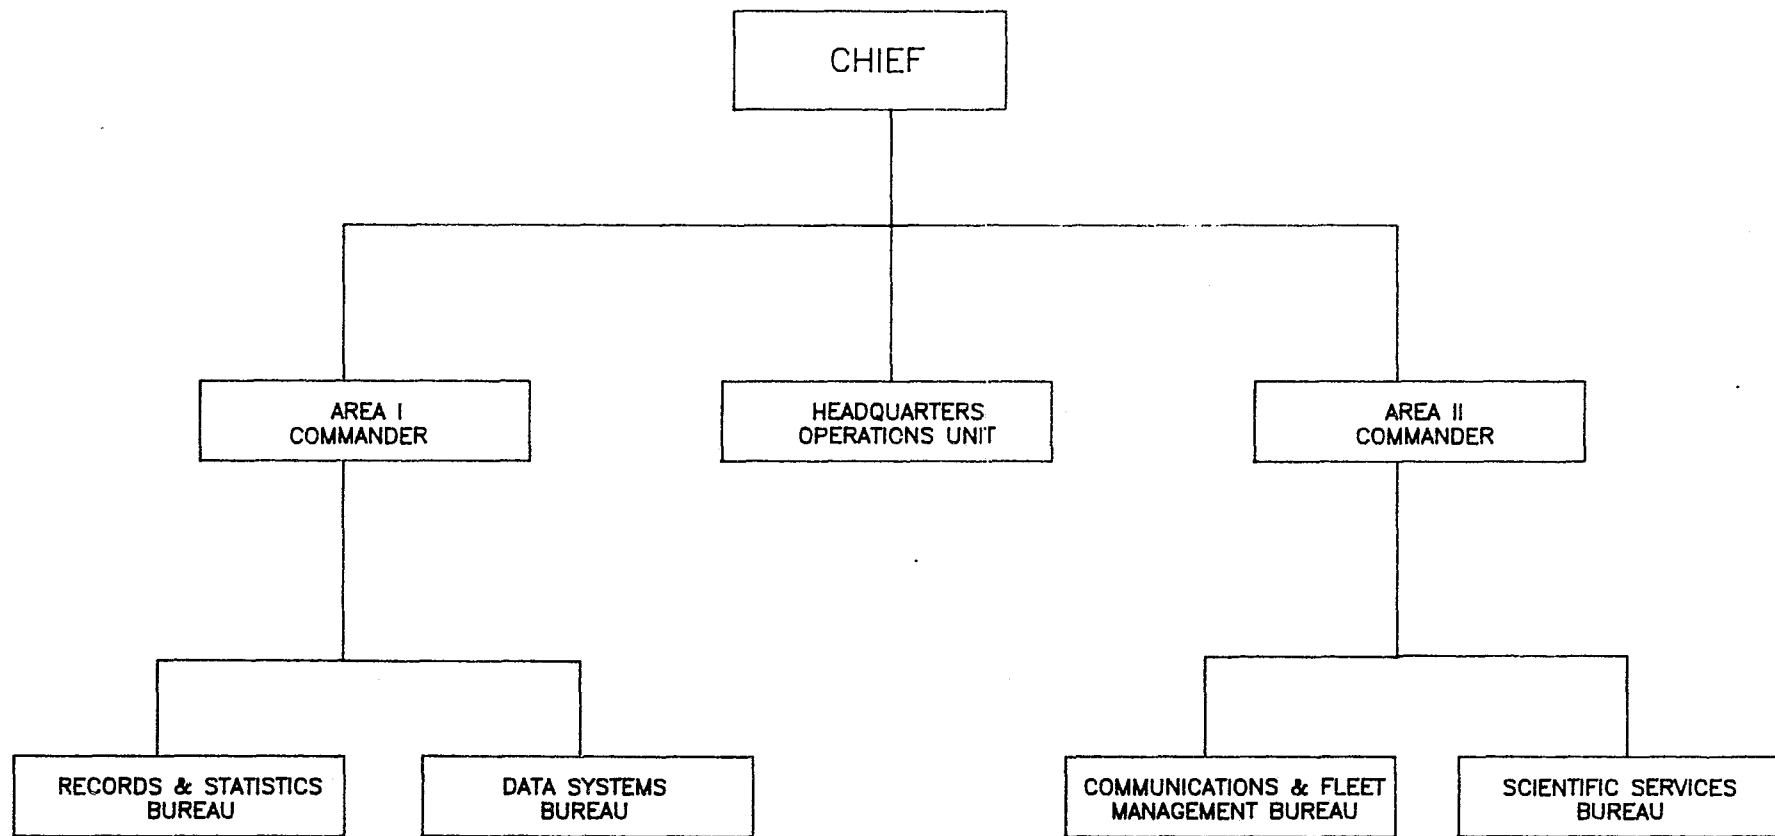 CHIEF
AREA I
COMMANDER
HEADQUARTERS
OPERATIONS UNIT
AREA II
COMMANDER
RECORDS & STATISTICS
BUREAU
DATA SYSTEMS
BUREAU
COMMUNICATIONS & FLEET
MANAGEMENT BUREAU
SCIENTIFIC SERVICES
BUREAU